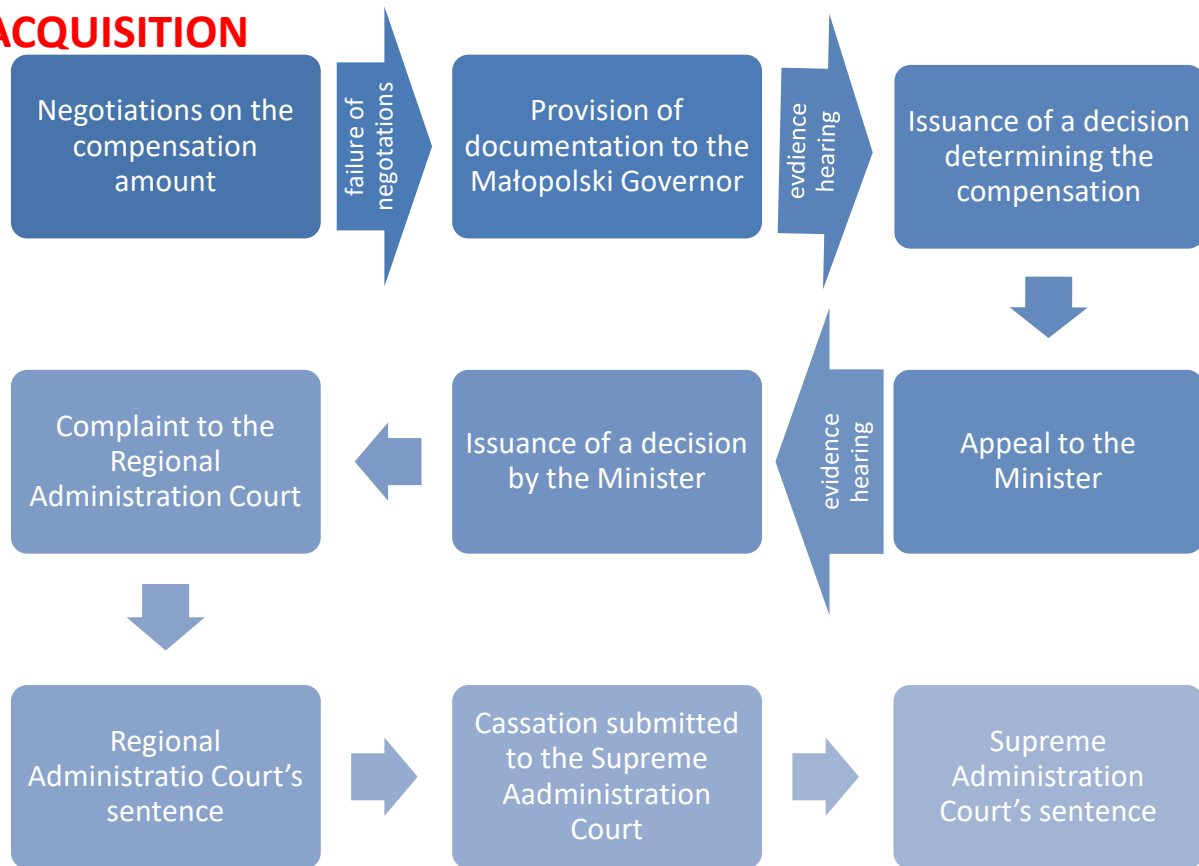 ACQUISITION
Negotiations on the
compensation
amount
failure of
negotations
Provision of
documentation to the
Małopolski Governor
evdience
hearing
Issuance of a decision
determining the
compensation
Appeal to the
Minister
evidence
hearing
Issuance of a decision
by the Minister
Complaint to the
Regional
Administration Court
Regional
Administratio Court’s
sentence
Cassation submitted
to the Supreme
Aadministration
Court
Supreme
Administration
Court’s sentence